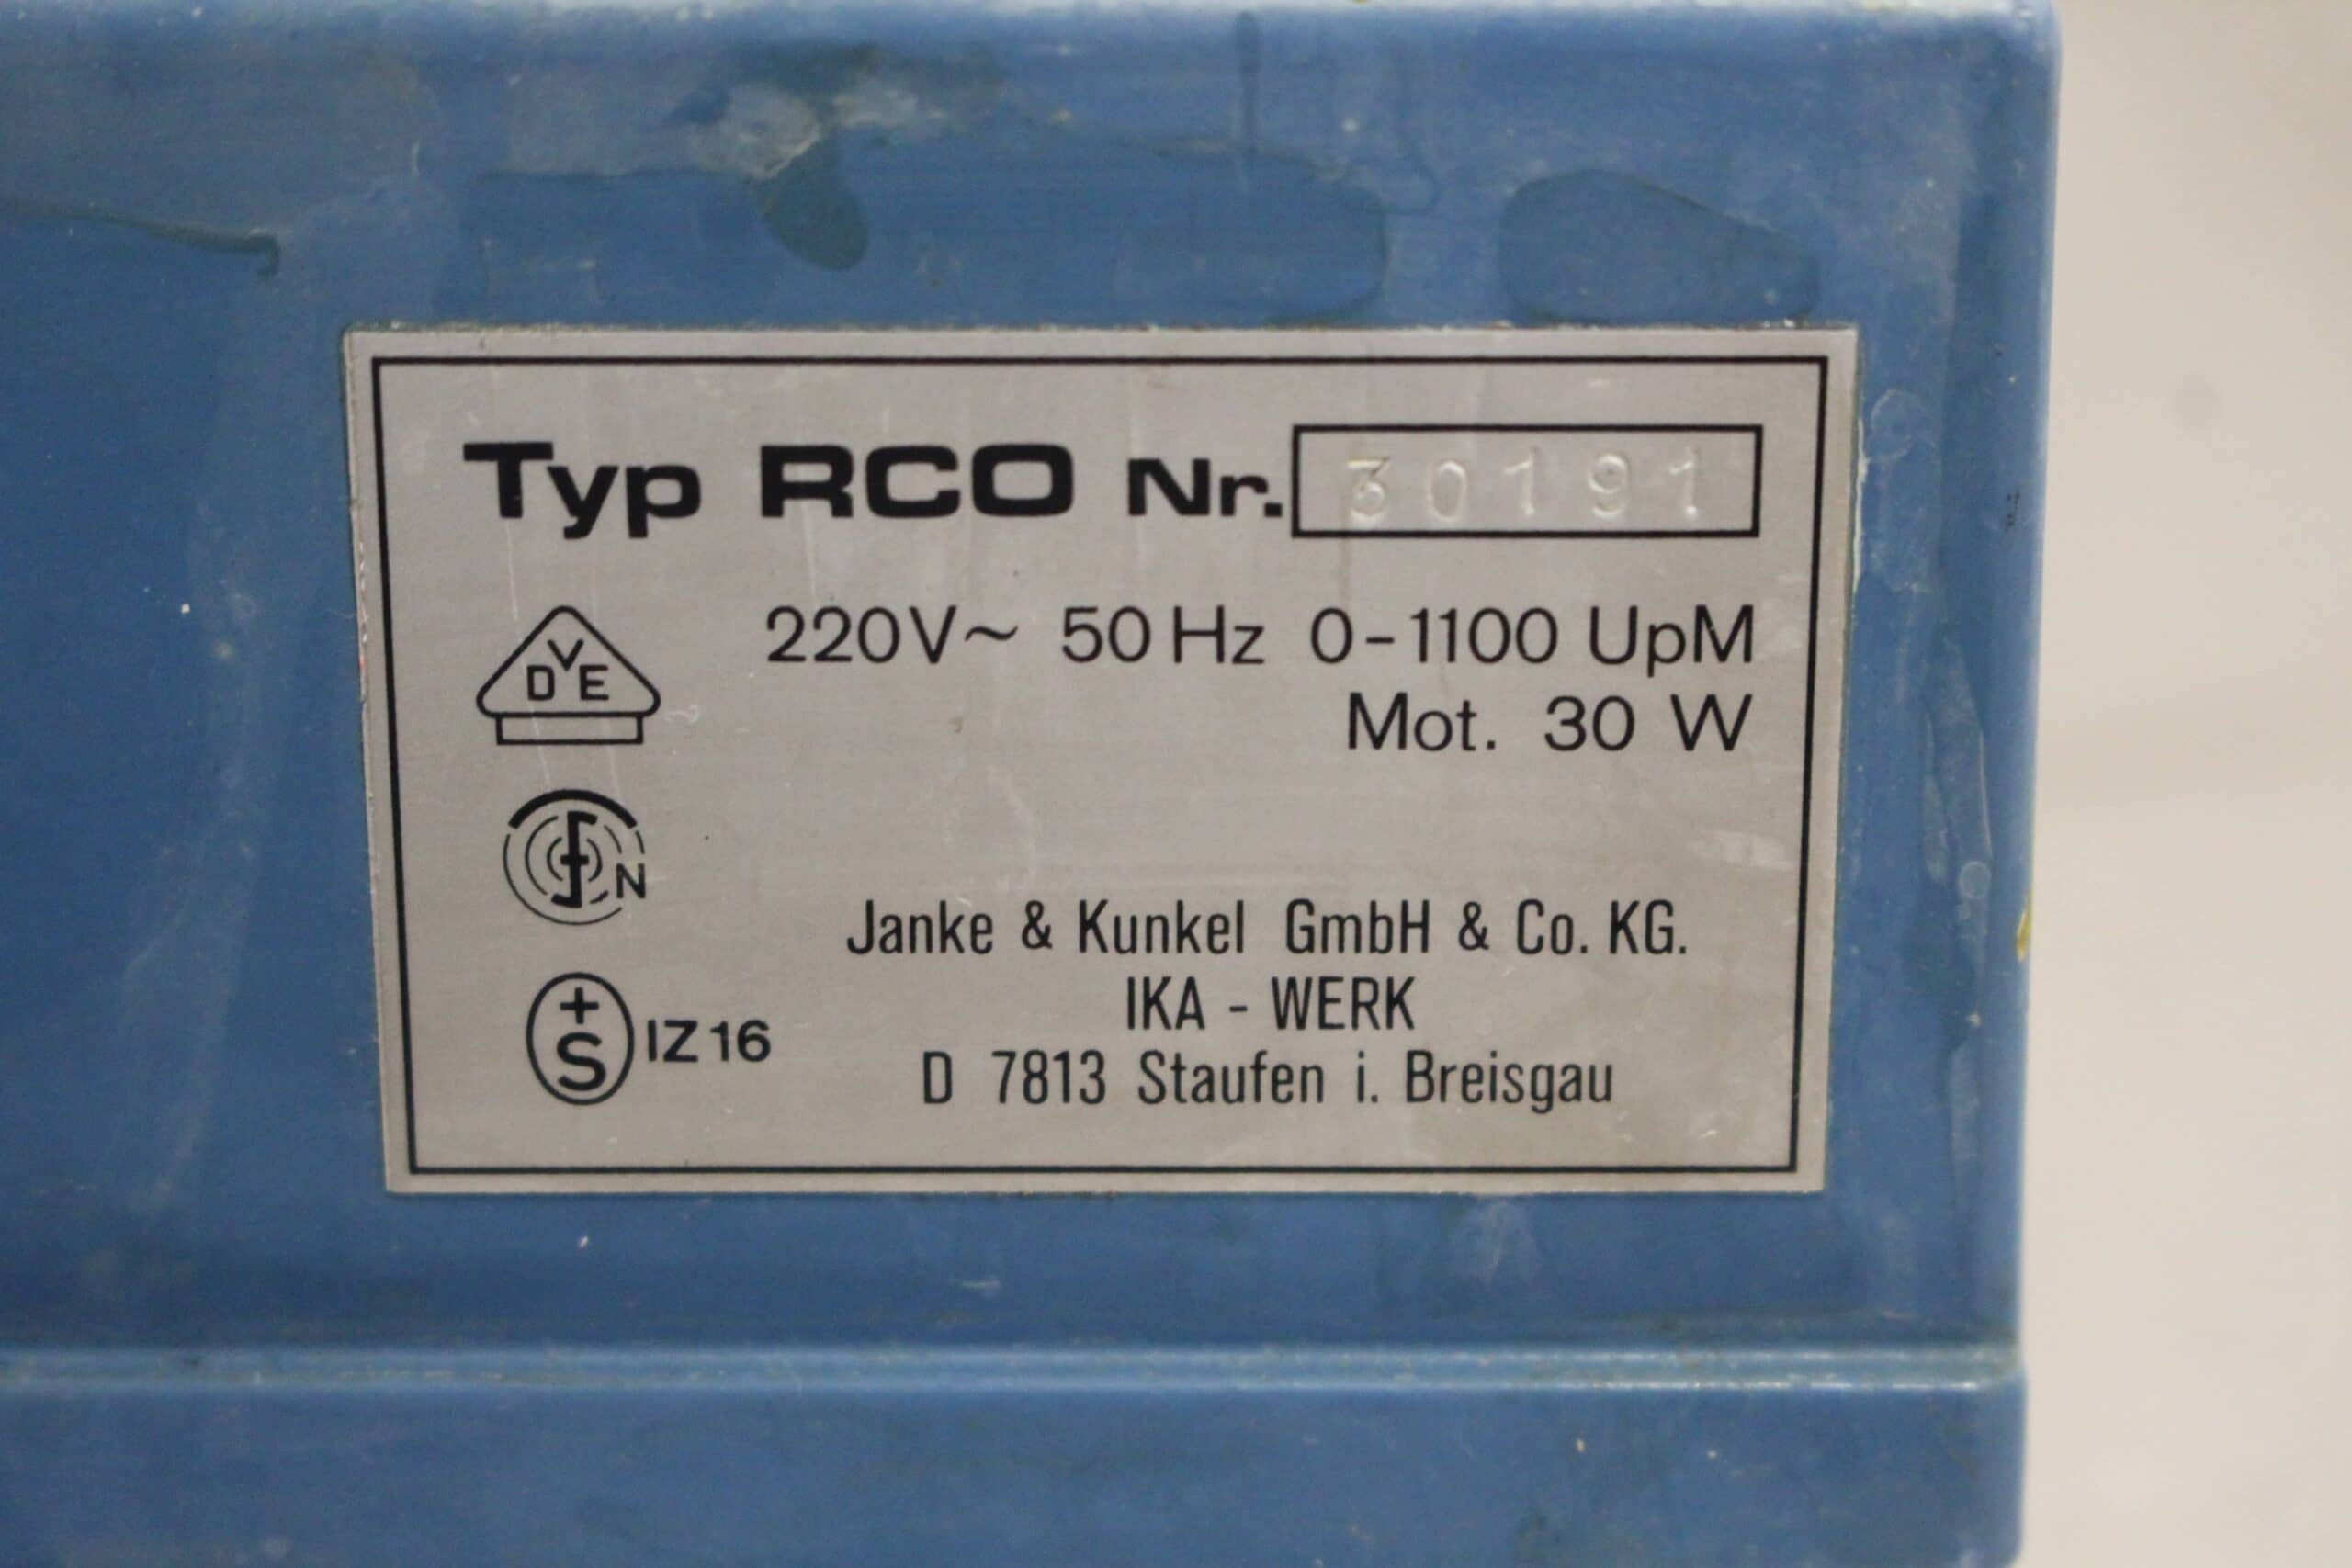 Typ RCO Nr. 30191
220V~ 50 Hz 0-1100 UpM
Mot. 30 W
VDE
N
+S IZ 16
Janke & Kunkel GmbH & Co. KG.
IKA - WERK
D 7813 Staufen i. Breisgau